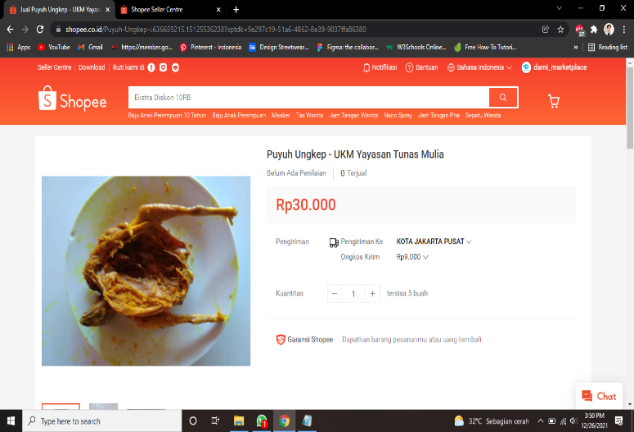 Jual Puyuh Ungkep - UKM Yayas
Shopee Seller Centre
shopee.co.id/Puyuh-Ungkep-i.636659215.15125536238?xptdk=9e297c19-51a6-4862-8e39-9037ffa86380
Apps YouTube Gmail https://member.go... Pinterest - Indonesia Design Streetwear... Figma: the collabor... W3Schools Online... Free How-To Tutori... » Reading list
Seller Centre | Download | Ikuti kami di
Notifikasi Bantuan Bahasa Indonesia dami_marketplace
Shopee
Ekstra Diskon 10RB
Baju Anak Perempuan 10 Tahun Baju Anak Perempuan Masker Tas Wanita Jam Tangan Wanita Nano Spray Jam Tangan Pria Sepatu Wanita
Puyuh Ungkep - UKM Yayasan Tunas Mulia
Belum Ada Penilaian 0 Terjual
Rp30.000
Pengiriman Pengiriman Ke KOTA JAKARTA PUSAT
Ongkos Kirim Rp9.000
Kuantitas - 1 + tersisa 5 buah
Garansi Shopee Dapatkan barang pesananmu atau uang kembali.
Chat
Type here to search
32°C Sebagian cerah
3:50 PM
12/26/2021